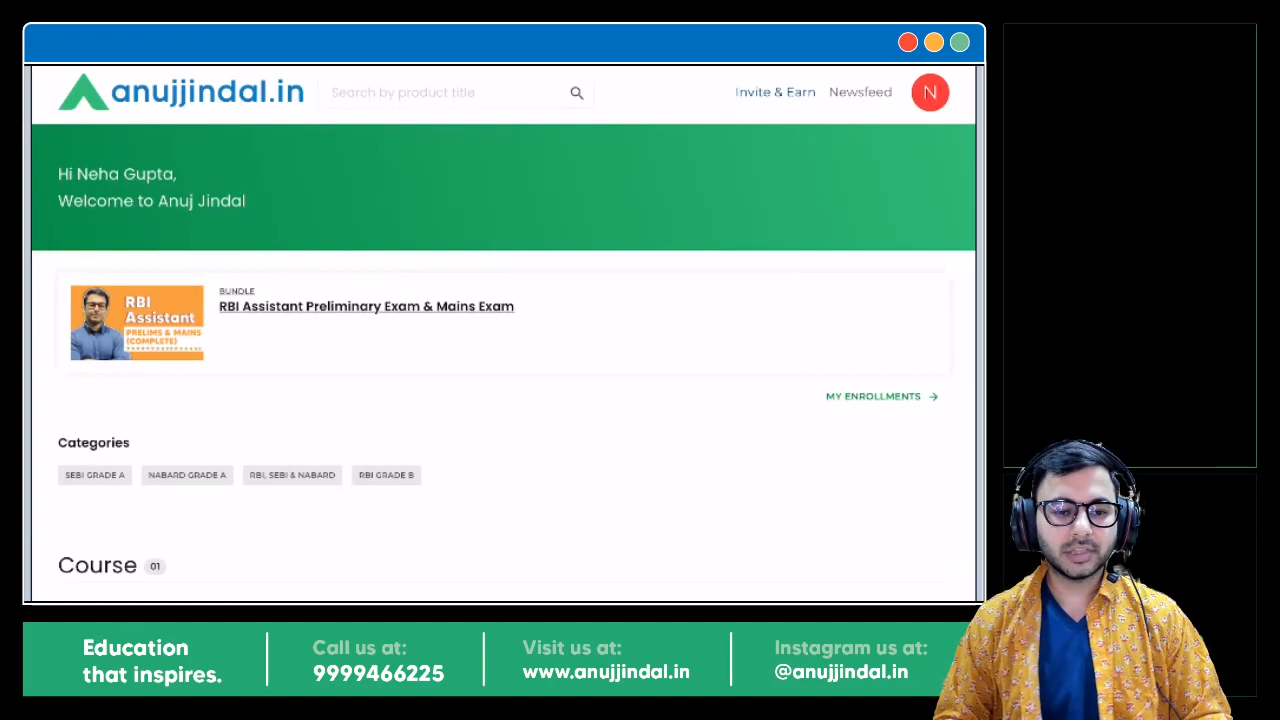 anujjindal.in
Search by product title
Invite & Earn
Newsfeed
N
Hi Neha Gupta,
Welcome to Anuj Jindal
RBI
Assistant
PRELIMS & MAINS
(COMPLETE)
BUNDLE
RBI Assistant Preliminary Exam & Mains Exam
MY ENROLLMENTS
Categories
SEBI GRADE A
NABARD GRADE A
RBI, SEBI & NABARD
RBI GRADE B
Course 01
Education
that inspires.
Call us at:
9999466225
Visit us at:
www.anujjindal.in
Instagram us at:
@anujjindal.in